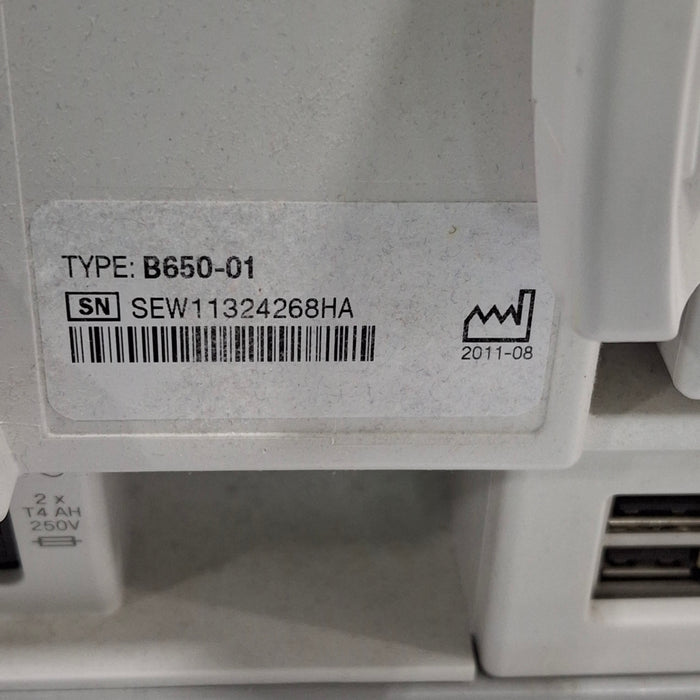 TYPE: B650-01
SN SEW11324268HA
2011-08
2 x
T4 AH
250V